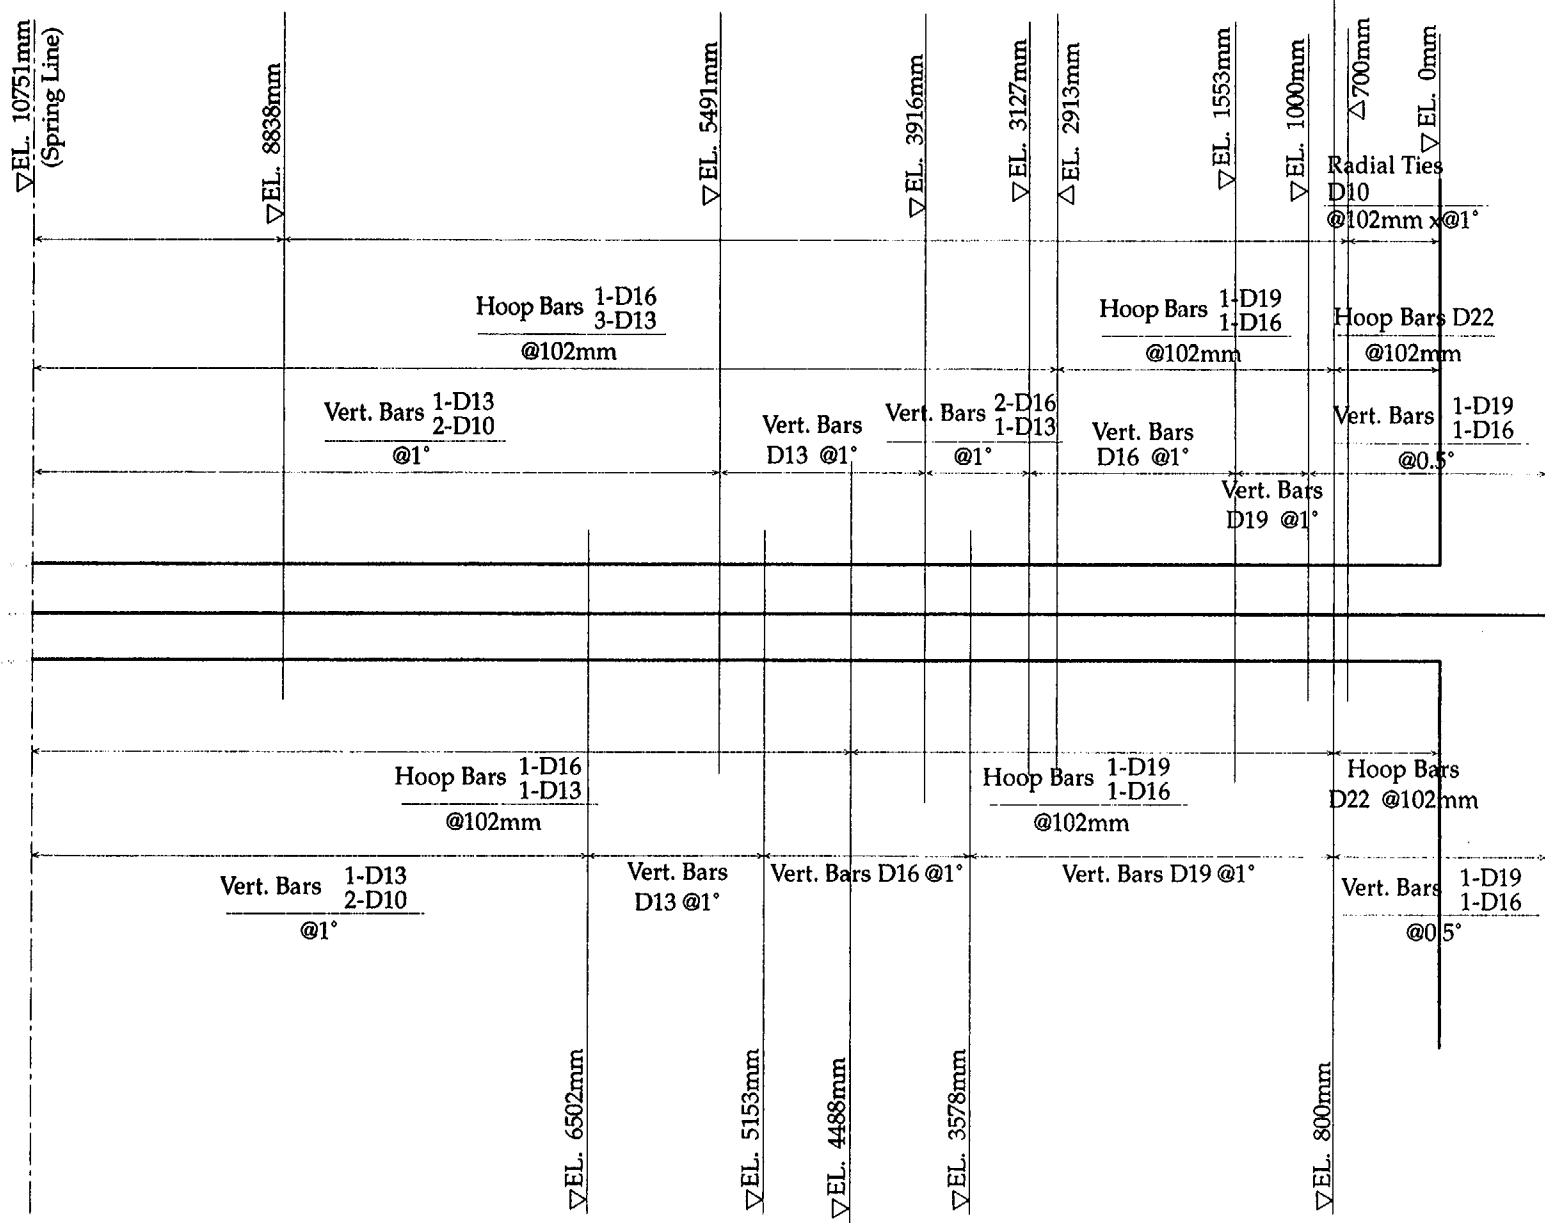 ▽EL. 10751mm
(Spring Line)
▽EL. 8838mm
▽EL. 5491mm
▽EL. 3916mm
▽EL. 3127mm
△EL. 2913mm
▽EL. 1553mm
▽EL. 1000mm
△700mm
▽EL. 0mm
Radial Ties
D10
@102mm x@1°
Hoop Bars 1-D16
3-D13
@102mm
Hoop Bars 1-D19
1-D16
@102mm
Hoop Bars D22
@102mm
Vert. Bars 1-D13
2-D10
@1°
Vert. Bars
D13 @1°
Vert. Bars 2-D16
1-D13
@1°
Vert. Bars
D16 @1°
Vert. Bars
D19 @1°
Vert. Bars 1-D19
1-D16
@0.5°
Hoop Bars 1-D16
1-D13
@102mm
Hoop Bars 1-D19
1-D16
@102mm
Hoop Bars
D22 @102mm
Vert. Bars 1-D13
2-D10
@1°
Vert. Bars
D13 @1°
Vert. Bars D16 @1°
Vert. Bars D19 @1°
Vert. Bars 1-D19
1-D16
@0.5°
▽EL. 6502mm
▽EL. 5153mm
▽EL. 4488mm
▽EL. 3578mm
▽EL. 800mm